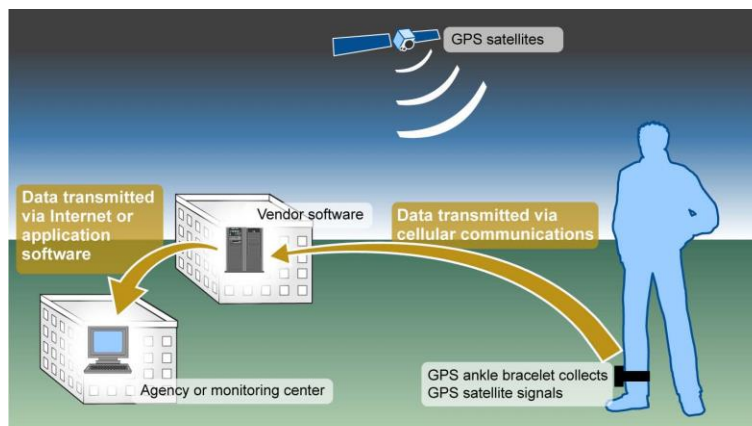 GPS satellites
Data transmitted
via Internet or
application
software
Vendor software
Data transmitted via
cellular communications
GPS ankle bracelet collects
GPS satellite signals
Agency or monitoring center